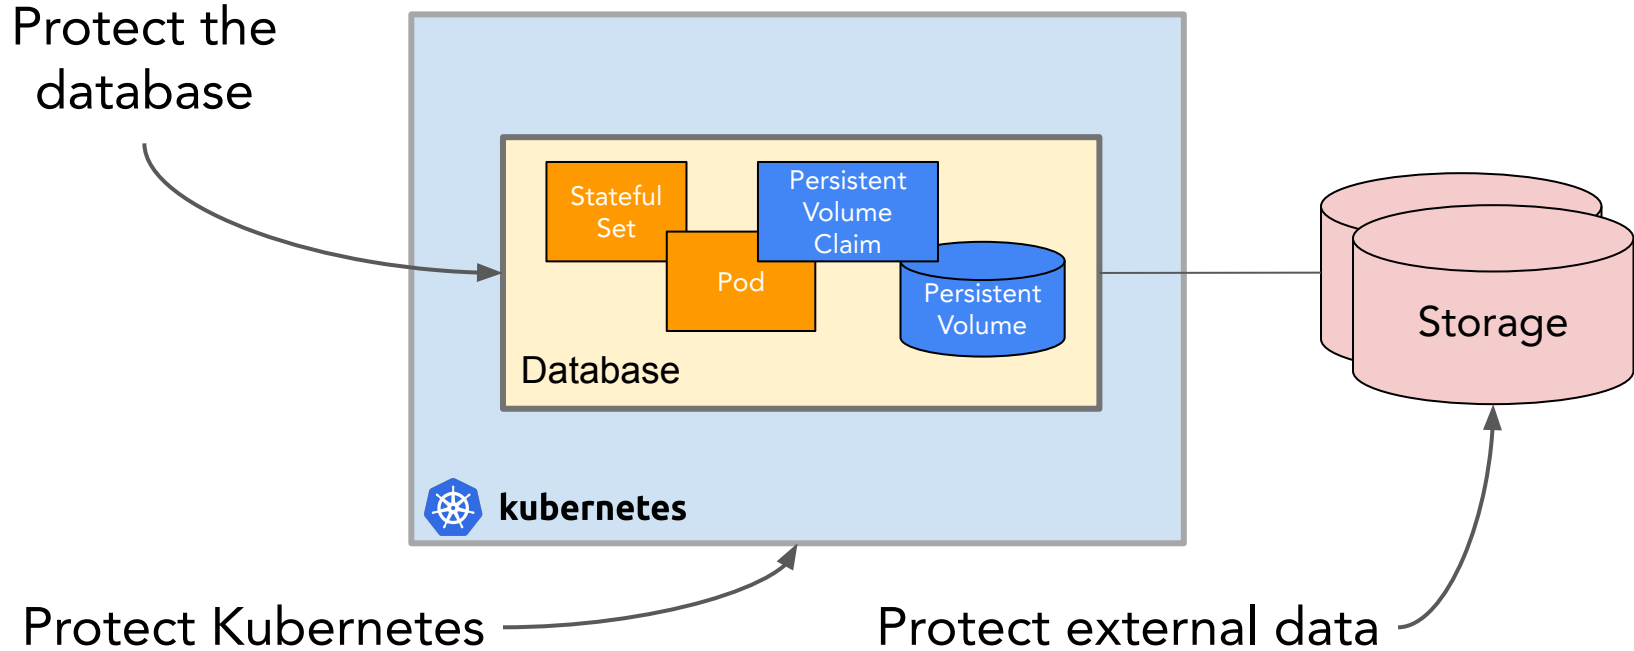 Protect the
database
Stateful
Set
Pod
Persistent
Volume
Claim
Persistent
Volume
Database
kubernetes
Storage
Protect Kubernetes
Protect external data